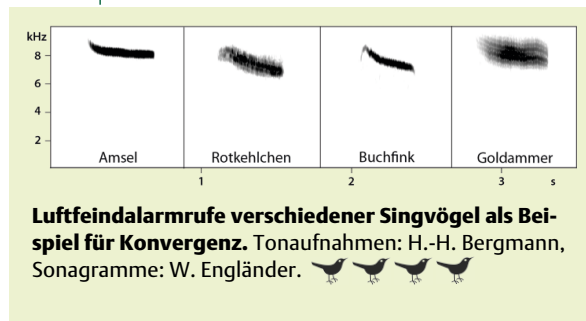 kHz
8
6
4
2
Amsel Rotkehlchen Buchfink Goldammer
1 2 3 s
Luftfeindalarmrufe verschiedener Singvögel als Bei-
spiel für Konvergenz. Tonaufnahmen: H.-H. Bergmann,
Sonagramme: W. Engländer.